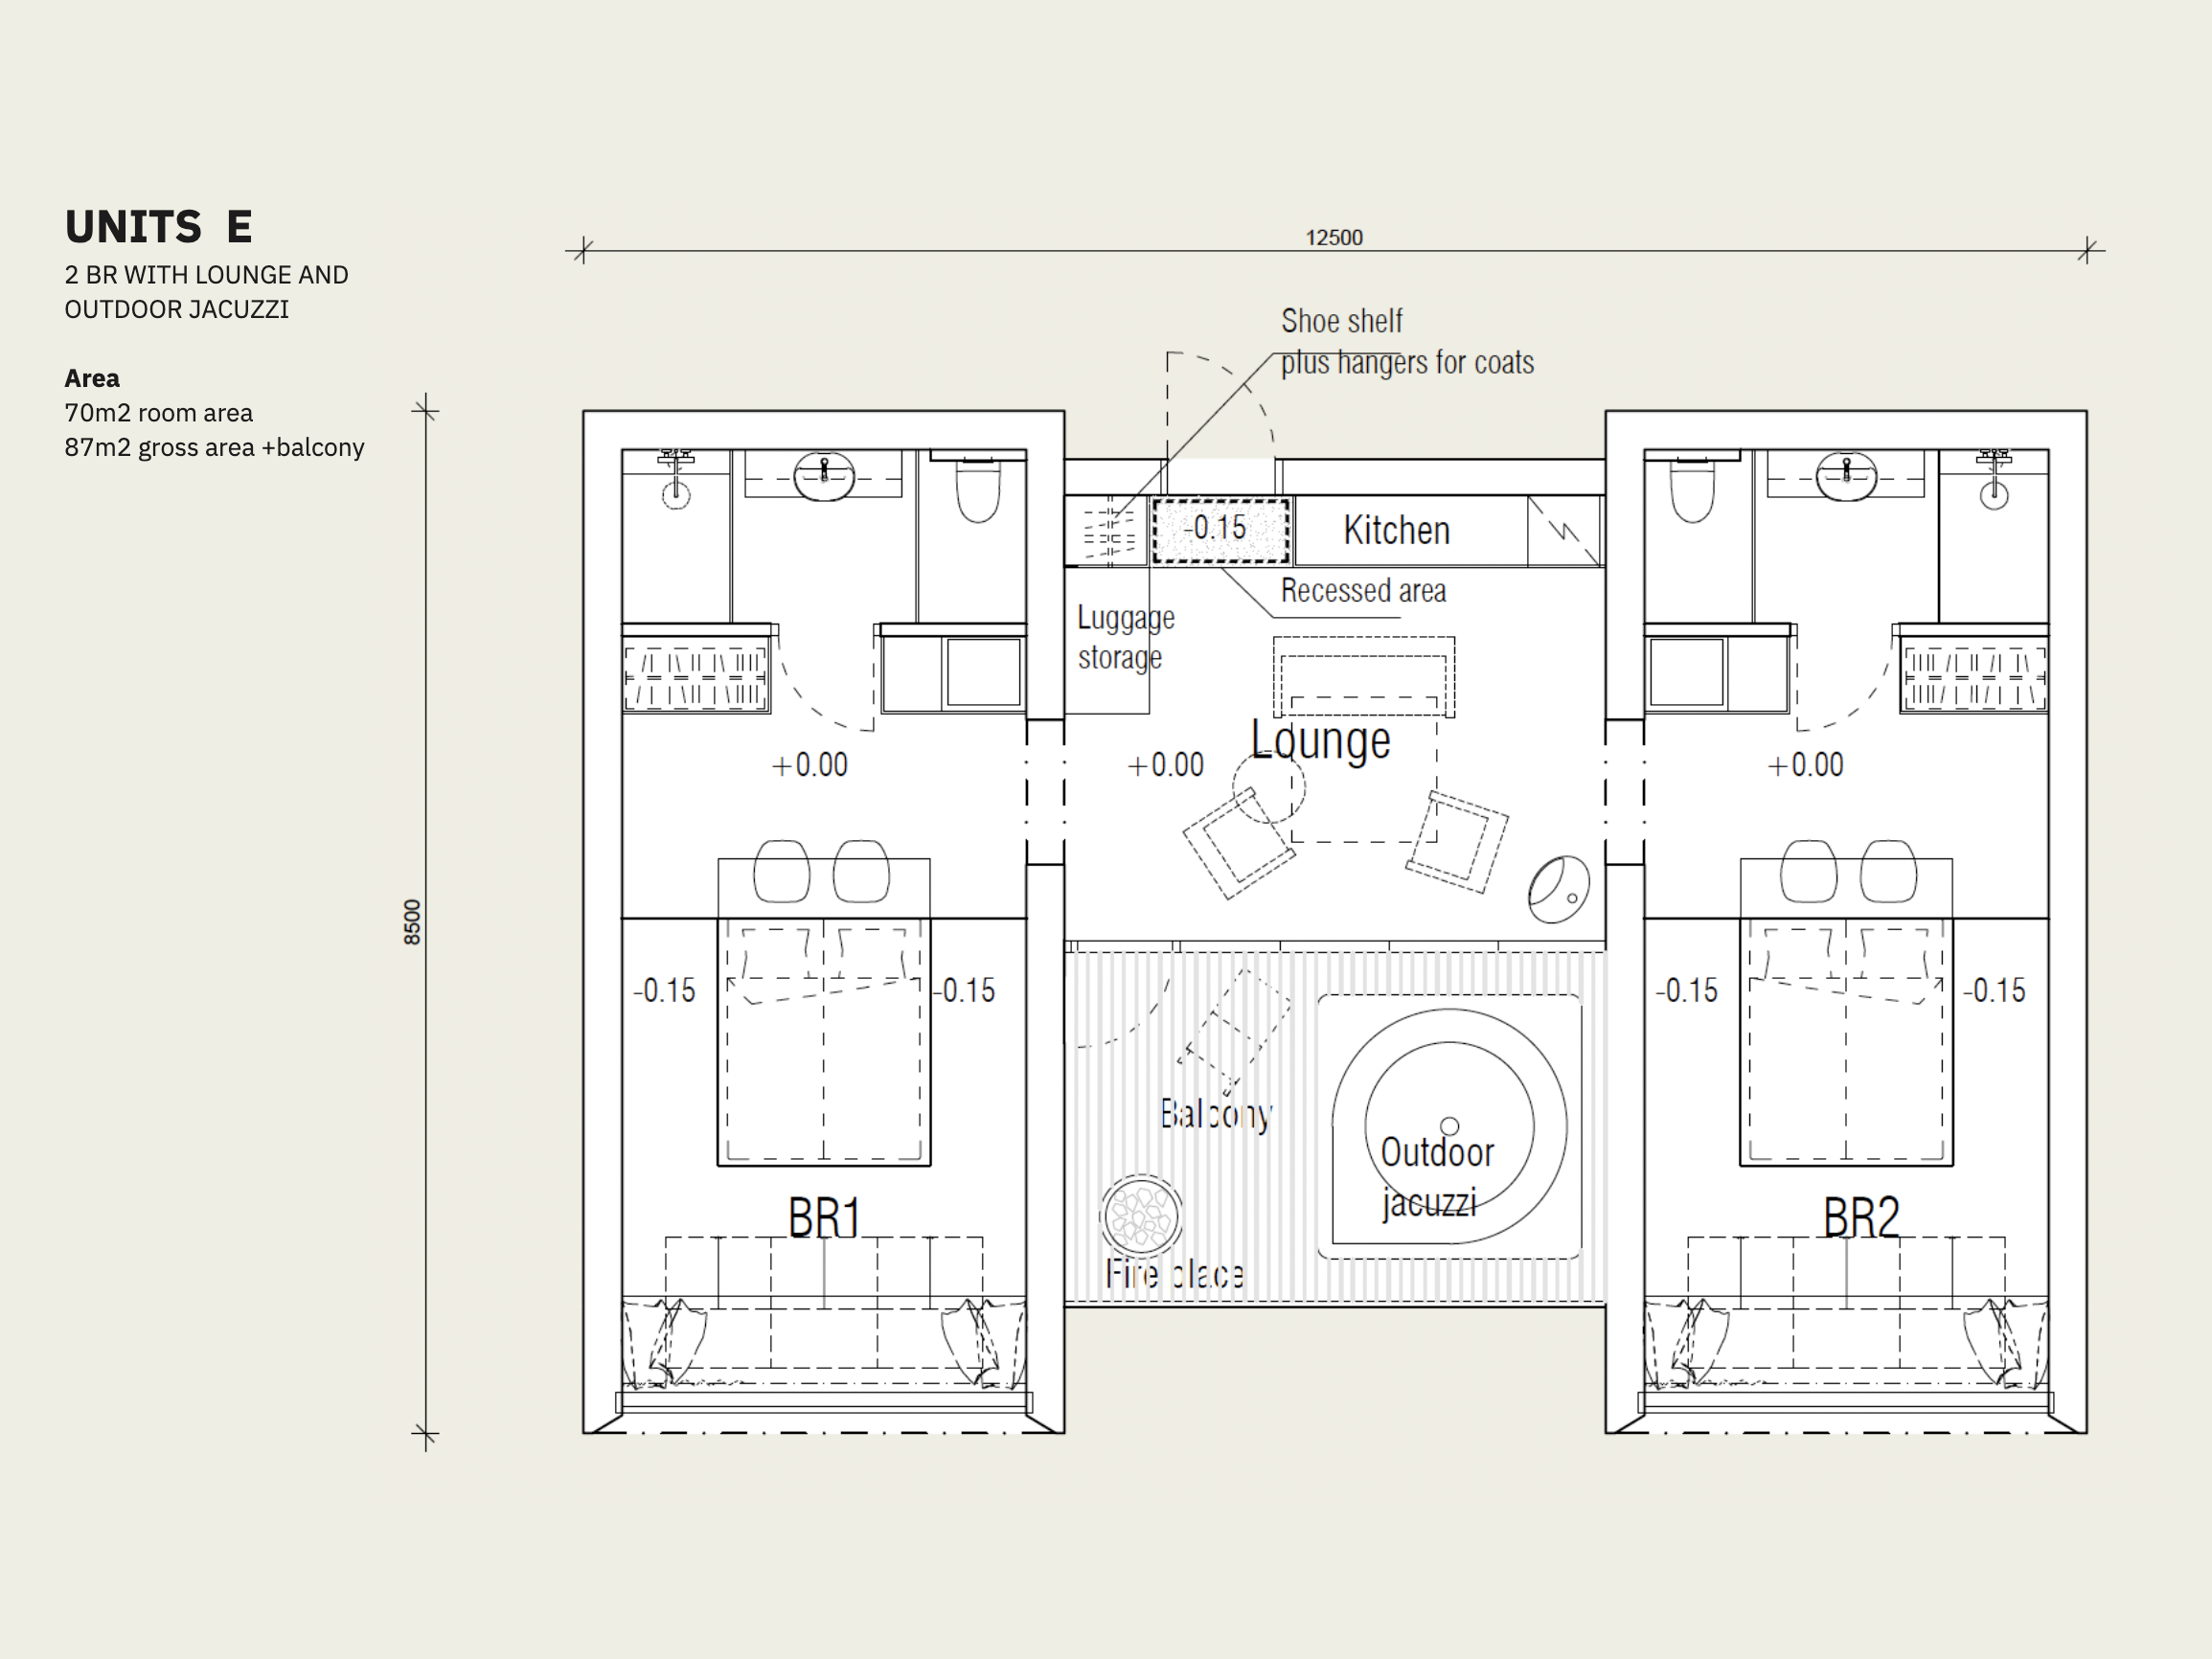 UNITS E
2 BR WITH LOUNGE AND
OUTDOOR JACUZZI
Area
70m2 room area
87m2 gross area +balcony
12500
8500
Shoe shelf
plus hangers for coats
-0.15
Kitchen
Recessed area
Luggage
storage
Lounge
+0.00
+0.00
+0.00
-0.15
-0.15
-0.15
-0.15
Balcony
Outdoor
jacuzzi
BR1
BR2
Fire place